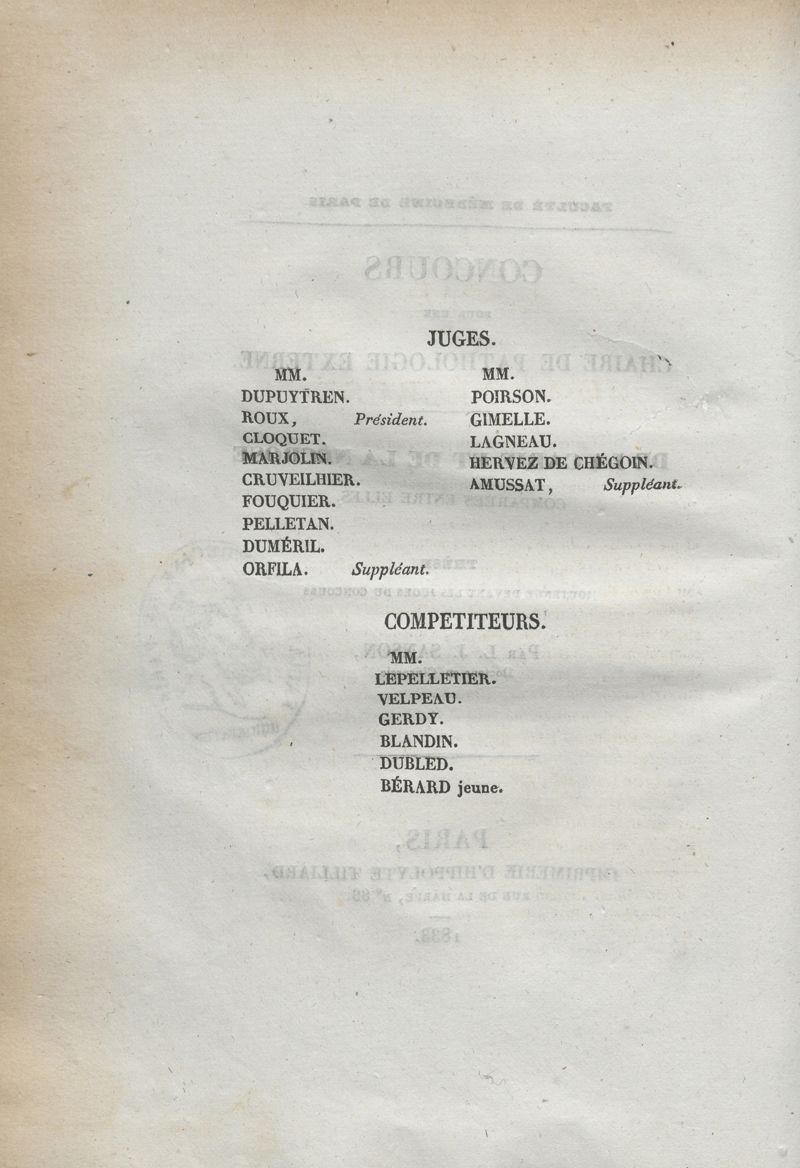 JUGES.
MM.
DUPUYTREN.
ROUX, Président.
CLOQUET.
MARJOLIN.
CRUVEILHIER.
FOUQUIER.
PELLETAN.
DUMÉRIL.
ORFILA. Suppléant.
MM.
POIRSON.
GIMELLE.
LAGNEAU.
HERVEZ DE CHÉGOIN.
AMUSSAT, Suppléant.
COMPETITEURS.
MM.
LEPELLETIER.
VELPEAU.
GERDY.
BLANDIN.
DUBLED.
BÉRARD jeune.